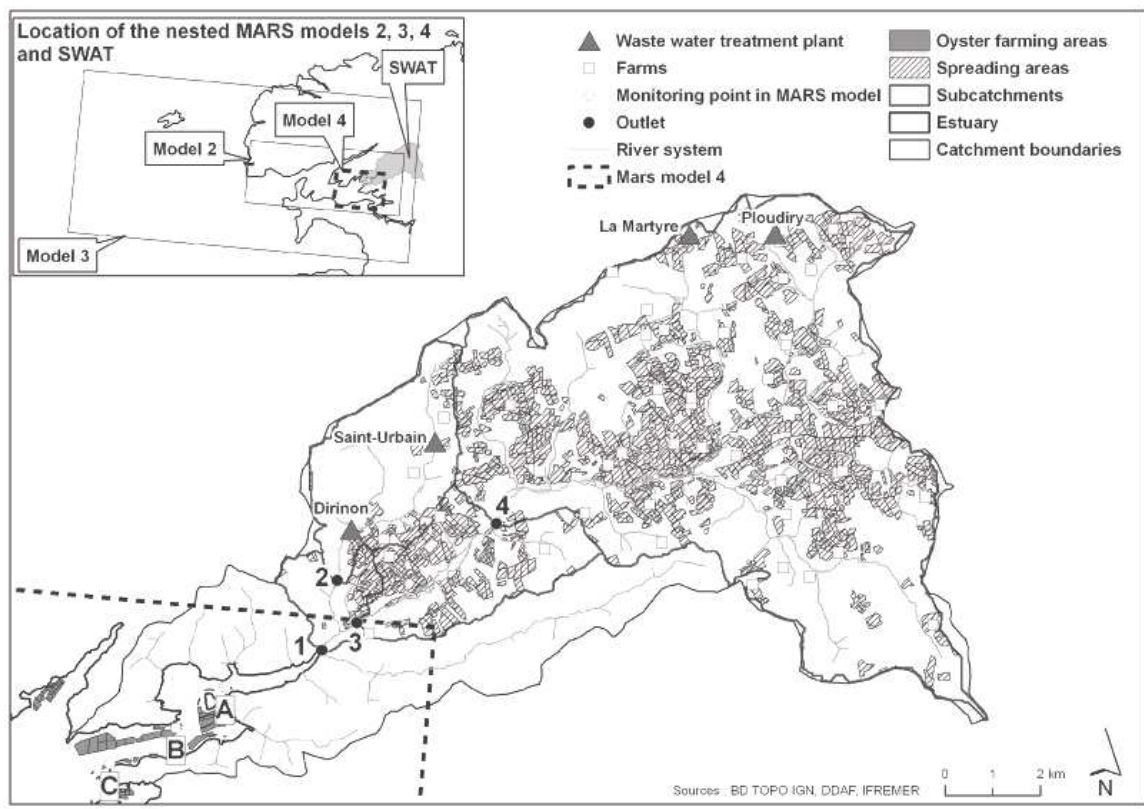 Location of the nested MARS models 2, 3, 4
and SWAT
SWAT
Model 4
Model 2
Model 3
Waste water treatment plant
Farms
Monitoring point in MARS model
Outlet
River system
Mars model 4
Oyster farming areas
Spreading areas
Subcatchments
Estuary
Catchment boundaries
La Martyre
Ploudiry
Saint-Urbain
Dirinon
4
2
3
1
D
A
B
C
Sources : BD TOPO IGN, DDAF, IFREMER
0 1 2 km
N